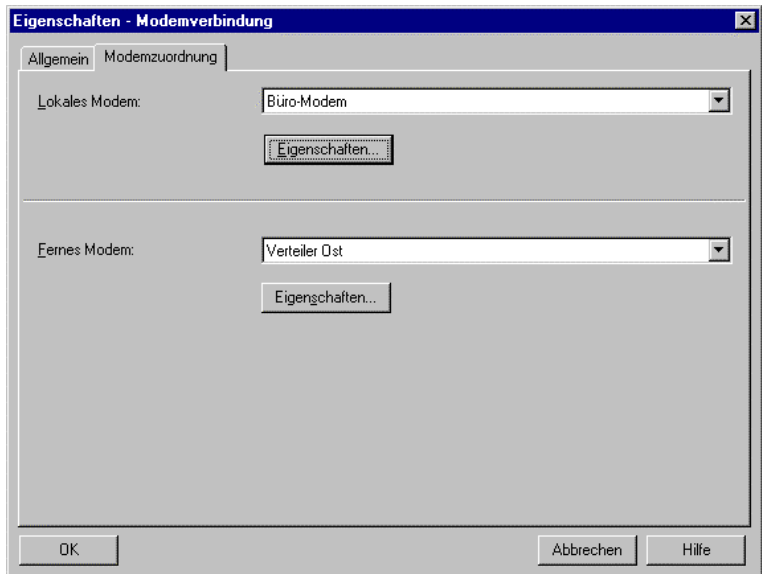 Eigenschaften - Modemverbindung
Allgemein Modemzuordnung
Lokales Modem: Büro-Modem
Eigenschaften...
Fernes Modem: Verteiler Ost
Eigenschaften...
OK Abbrechen Hilfe